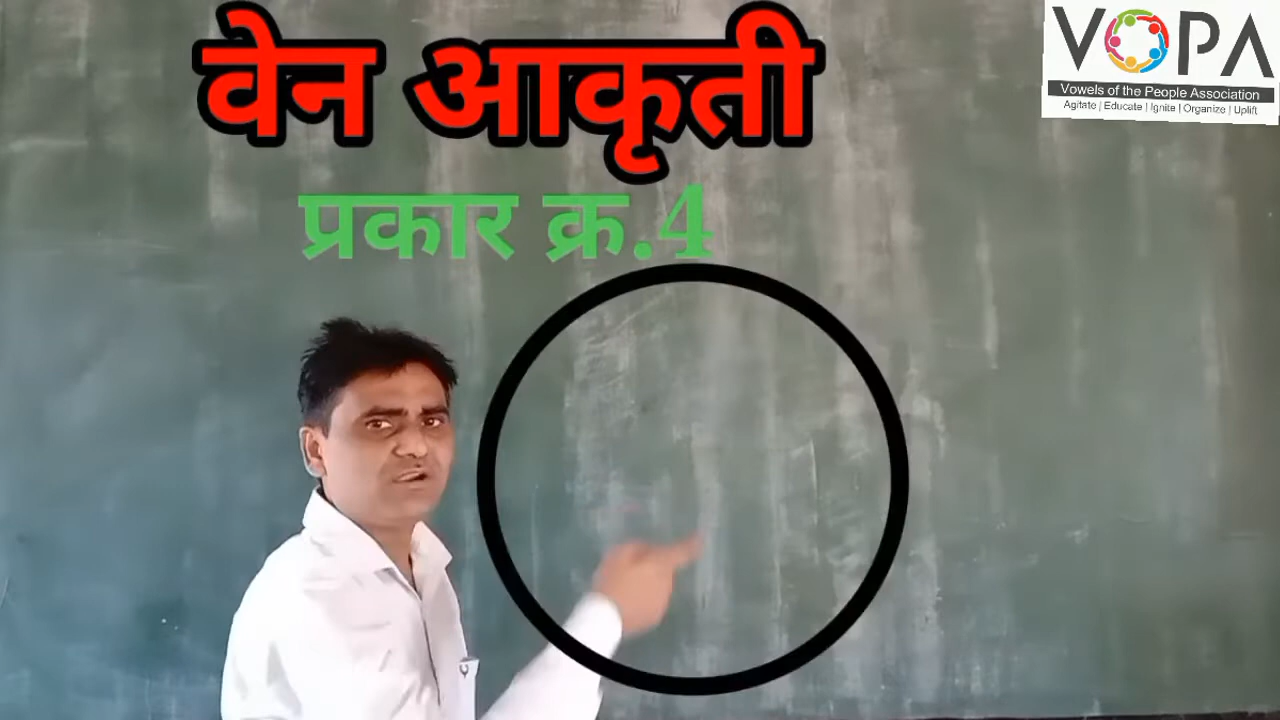 वेन आकृती
प्रकार क्र.4
VOPA
Vowels of the People Association
Agitate | Educate | Ignite | Organize | Uplift